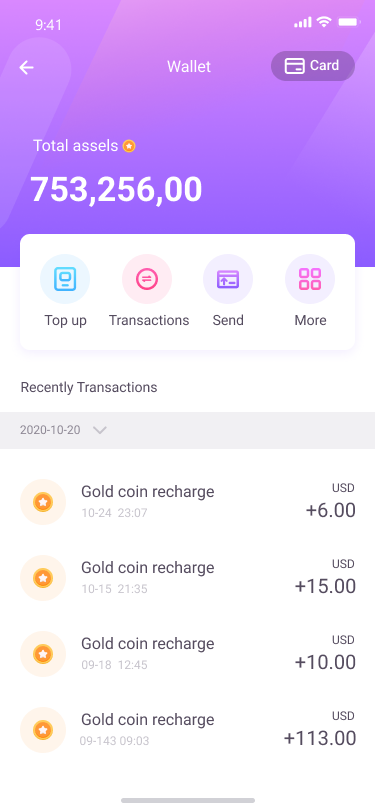 9:41
Wallet
Card
Total assels
753,256,00
Top up
Transactions
Send
More
Recently Transactions
2020-10-20
Gold coin recharge
10-24 23:07
USD
+6.00
Gold coin recharge
10-15 21:35
USD
+15.00
Gold coin recharge
09-18 12:45
USD
+10.00
Gold coin recharge
09-143 09:03
USD
+113.00